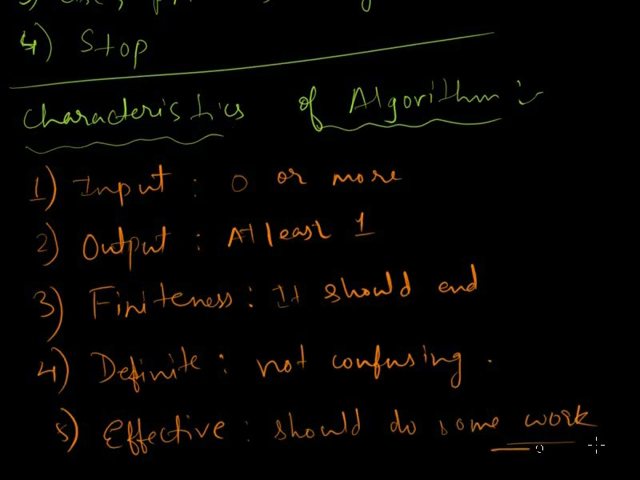 4) Stop
Characteristics of Algorithm :-
1) Input : 0 or more
2) Output : Atleast 1
3) Finiteness : It should end
4) Definite : not confusing .
5) Effective : should do some work